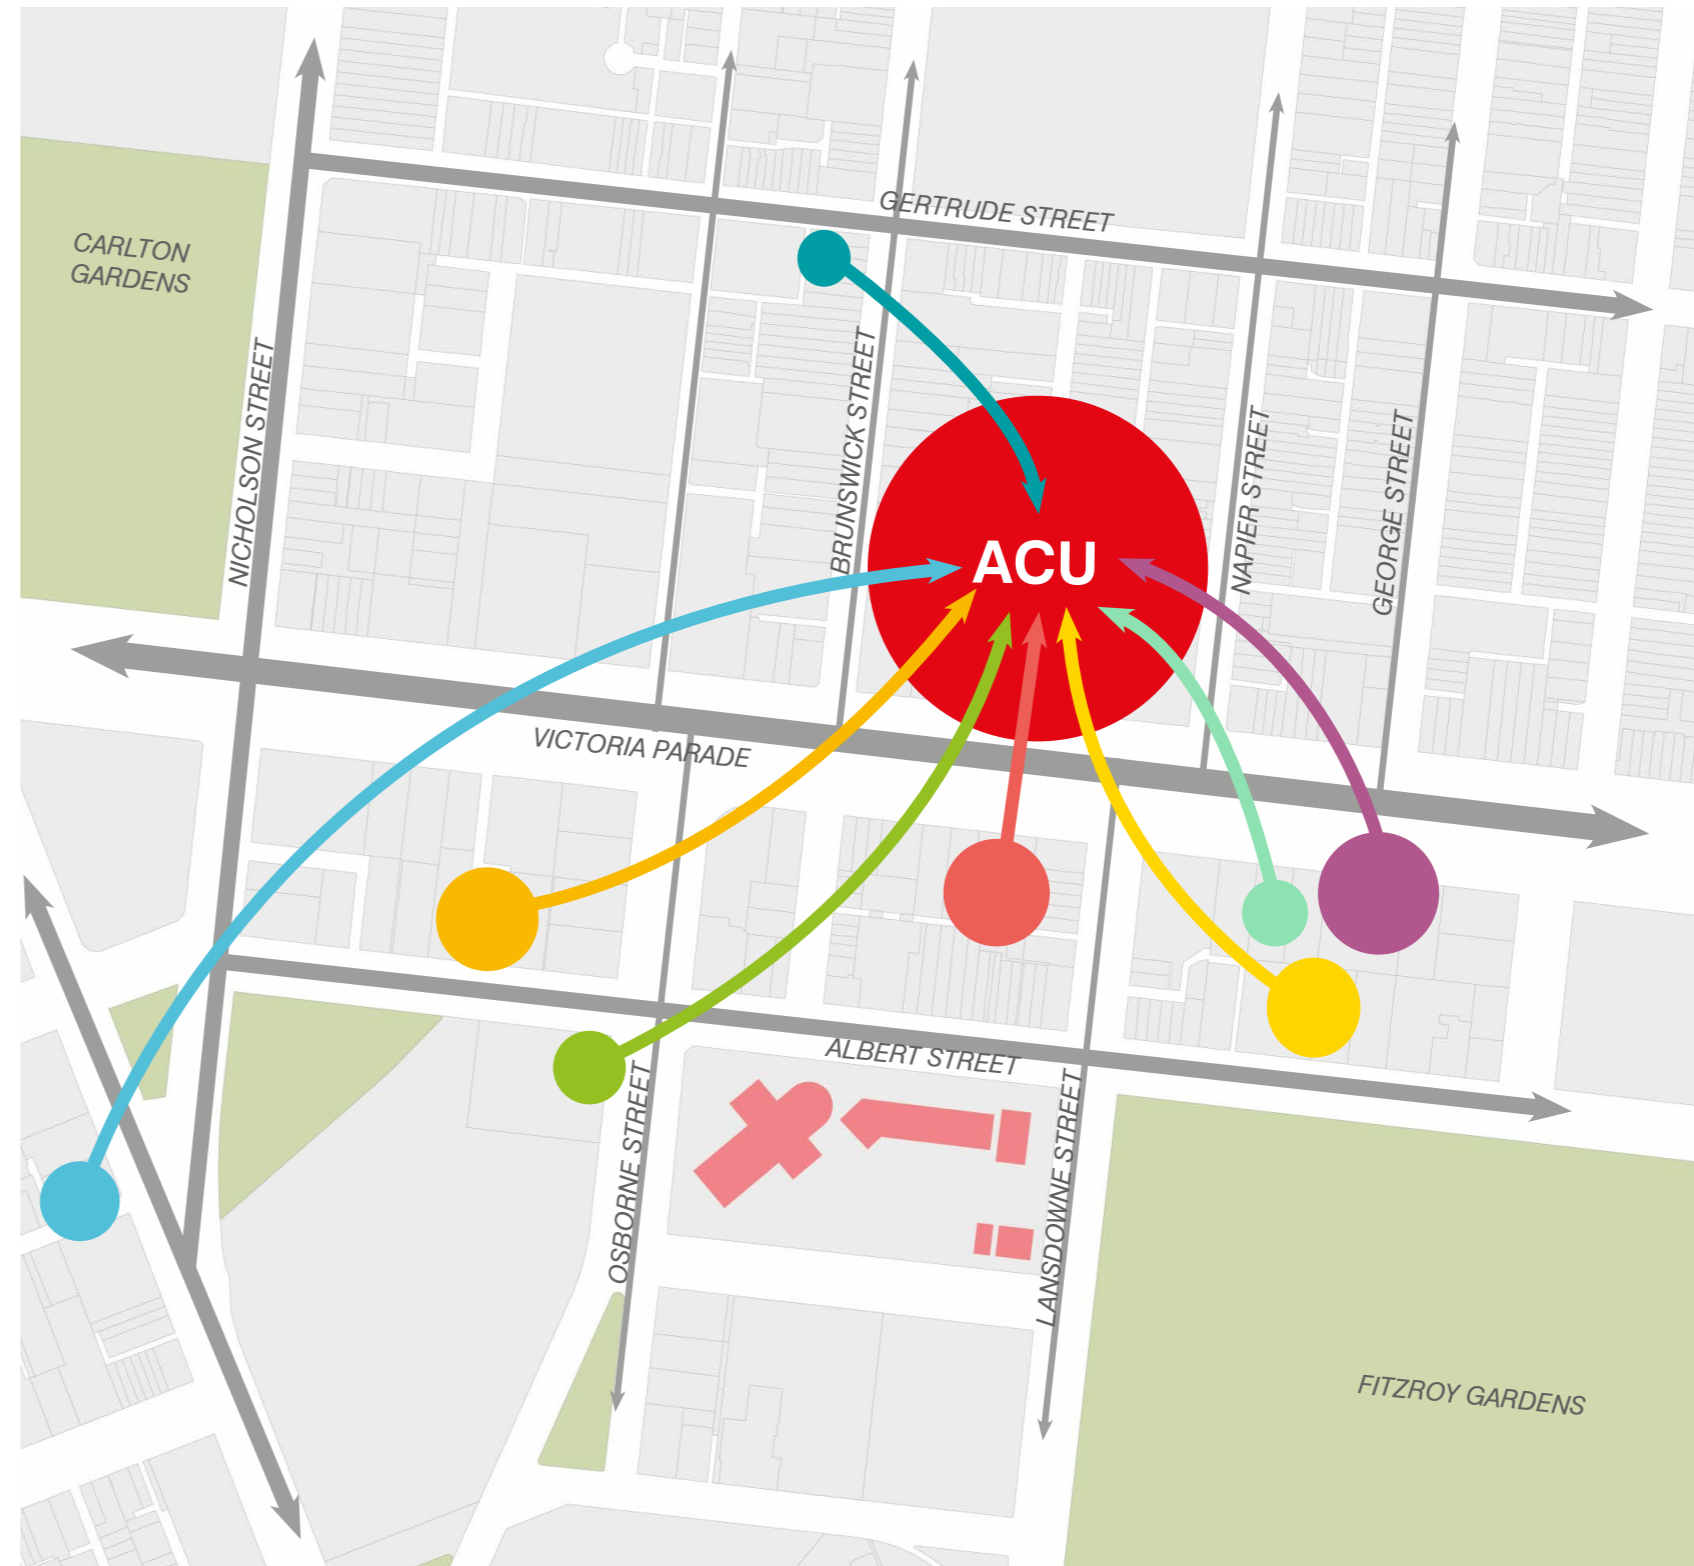 GERTRUDE STREET
CARLTON
GARDENS
NICHOLSON STREET
BRUNSWICK STREET
NAPIER STREET
GEORGE STREET
ACU
VICTORIA PARADE
ALBERT STREET
OSBORNE STREET
LANSDOWNE STREET
FITZROY GARDENS